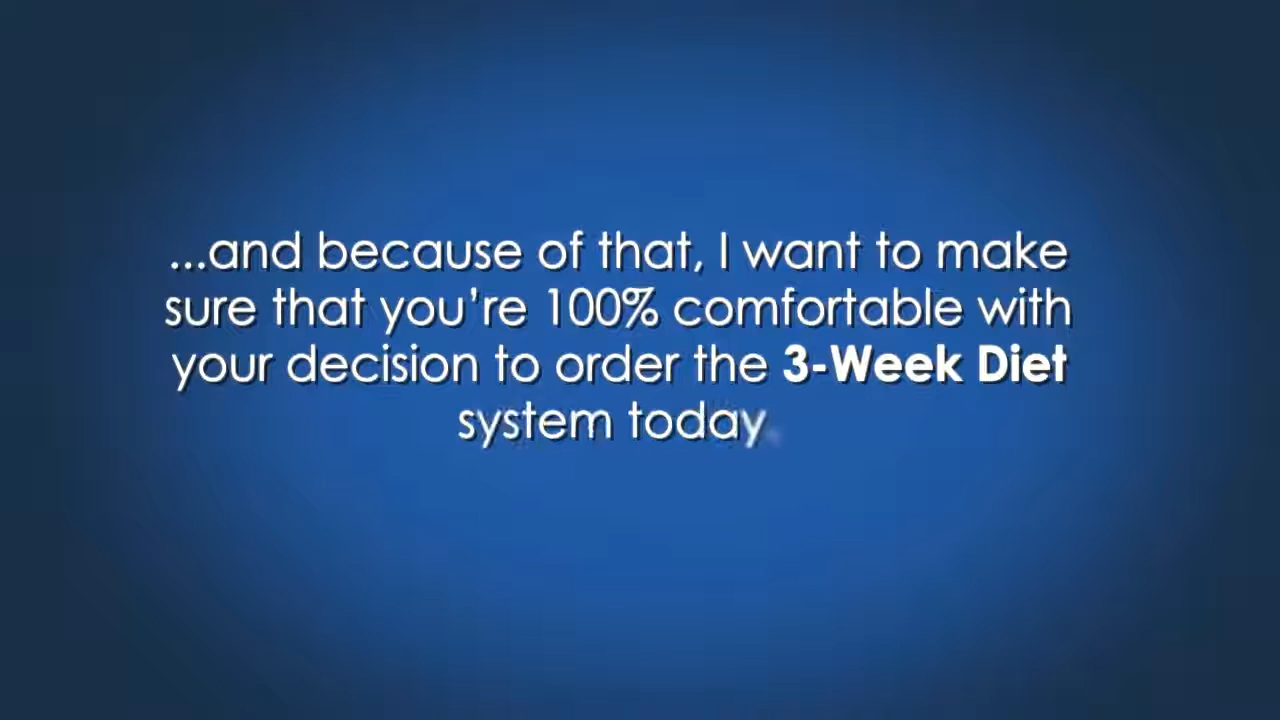 ...and because of that, I want to make
sure that you’re 100% comfortable with
your decision to order the 3-Week Diet
system today.